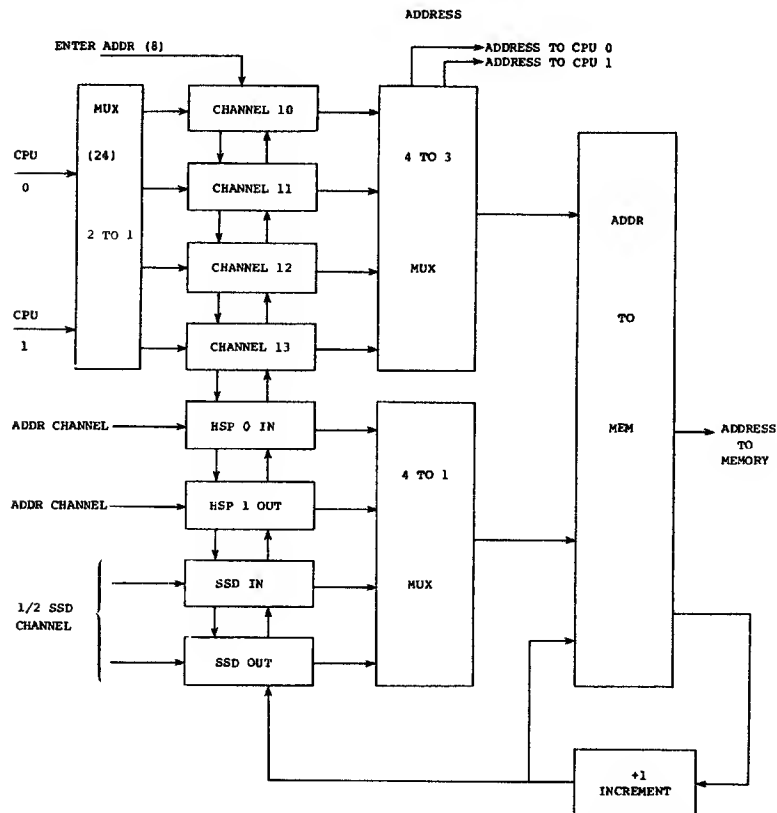 ADDRESS
ENTER ADDR (8)
ADDRESS TO CPU 0
ADDRESS TO CPU 1
MUX
(24)
2 TO 1
CPU
0
CPU
1
CHANNEL 10
CHANNEL 11
CHANNEL 12
CHANNEL 13
4 TO 3
MUX
ADDR
TO
MEM
ADDR CHANNEL
HSP 0 IN
ADDR CHANNEL
HSP 1 OUT
1/2 SSD
CHANNEL
SSD IN
SSD OUT
4 TO 1
MUX
ADDRESS
TO
MEMORY
+1
INCREMENT